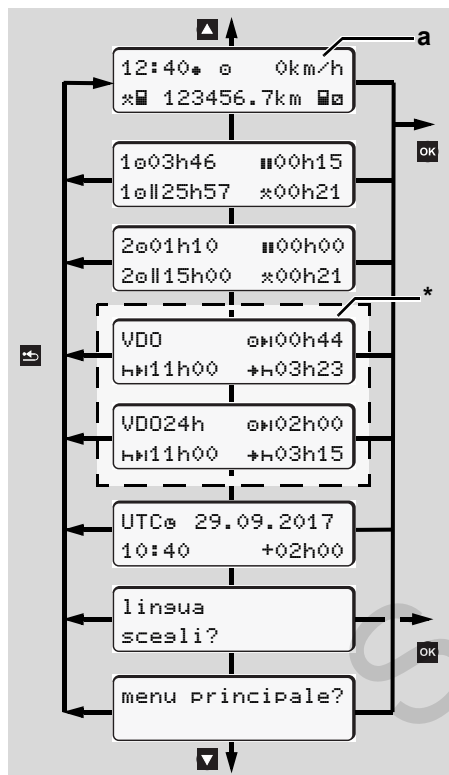 a
12:40 0km/h
123456.7km
OK
1 03h46 00h15
1 25h57 00h21
2 01h10 00h00
2 15h00 00h21
*
VDO 00h44
11h00 03h23
VDO24h 02h00
11h00 03h15
UTC 29.09.2017
10:40 +02h00
lingua
scegli?
OK
menu principale?